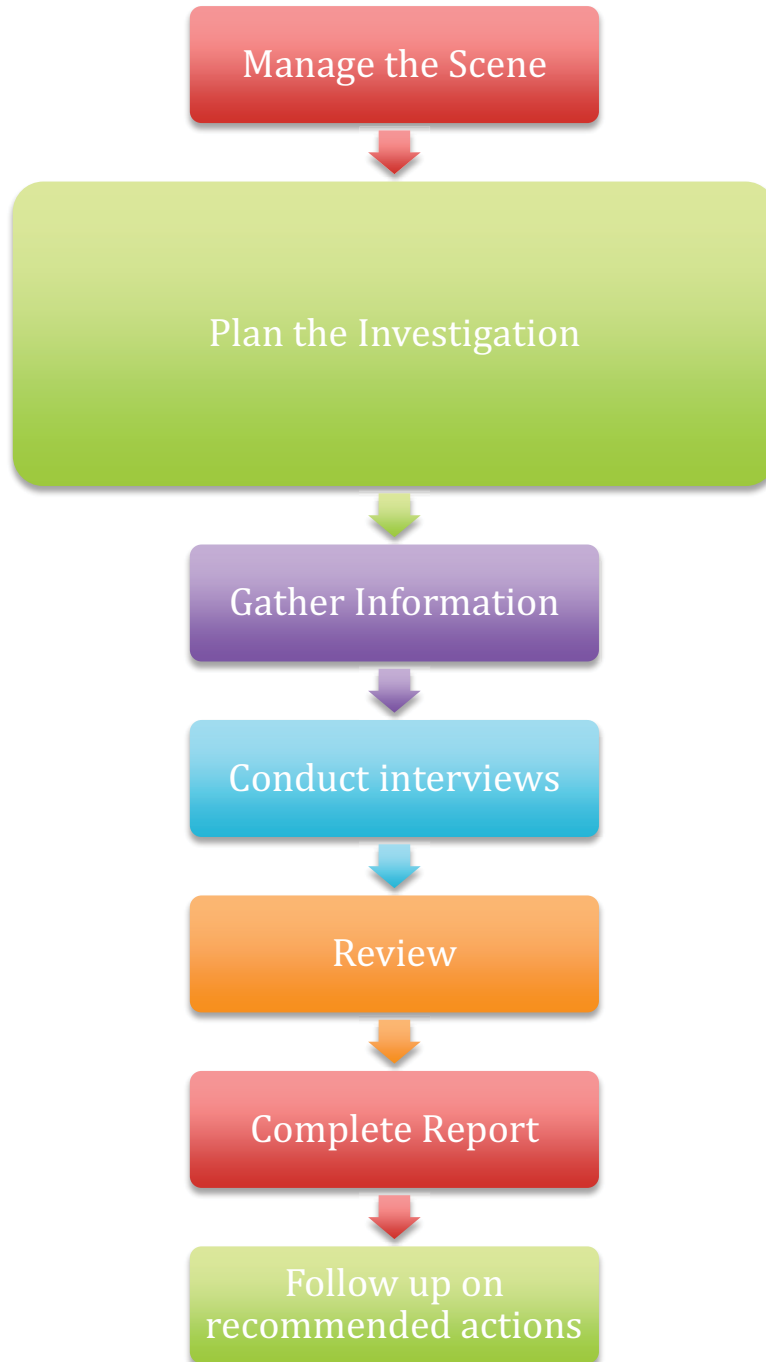 Manage the Scene
Plan the Investigation
Gather Information
Conduct interviews
Review
Complete Report
Follow up on
recommended actions